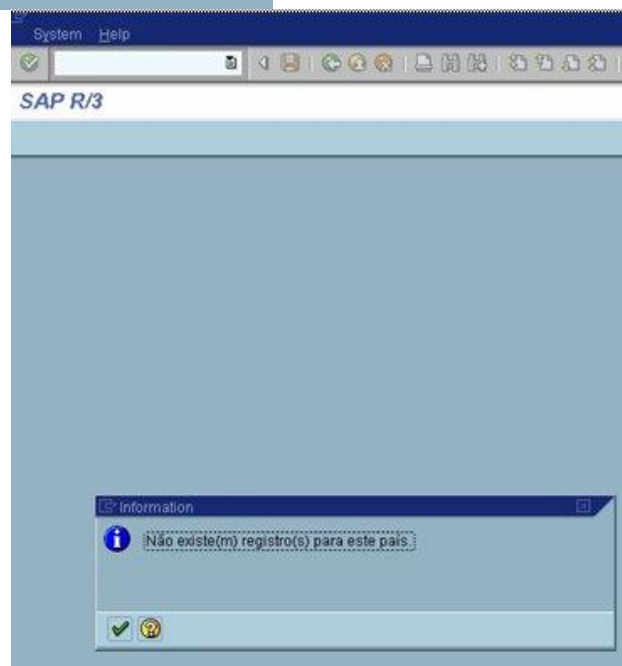 System Help
SAP R/3
Information
Não existe(m) registro(s) para este país.